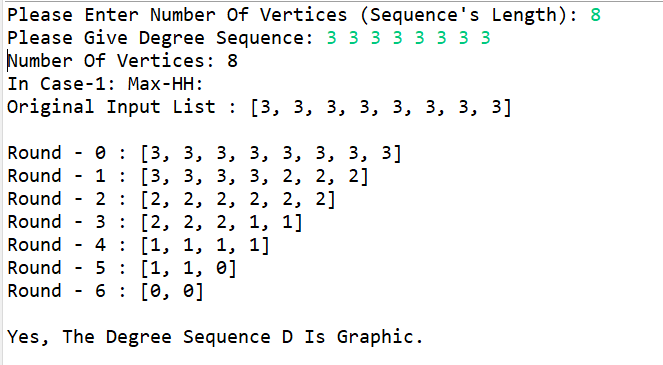 Please Enter Number Of Vertices (Sequence's Length): 8
Please Give Degree Sequence: 3 3 3 3 3 3 3 3
Number Of Vertices: 8
In Case-1: Max-HH:
Original Input List : [3, 3, 3, 3, 3, 3, 3, 3]
Round - 0 : [3, 3, 3, 3, 3, 3, 3, 3]
Round - 1 : [3, 3, 3, 3, 2, 2, 2]
Round - 2 : [2, 2, 2, 2, 2, 2]
Round - 3 : [2, 2, 2, 1, 1]
Round - 4 : [1, 1, 1, 1]
Round - 5 : [1, 1, 0]
Round - 6 : [0, 0]
Yes, The Degree Sequence D Is Graphic.